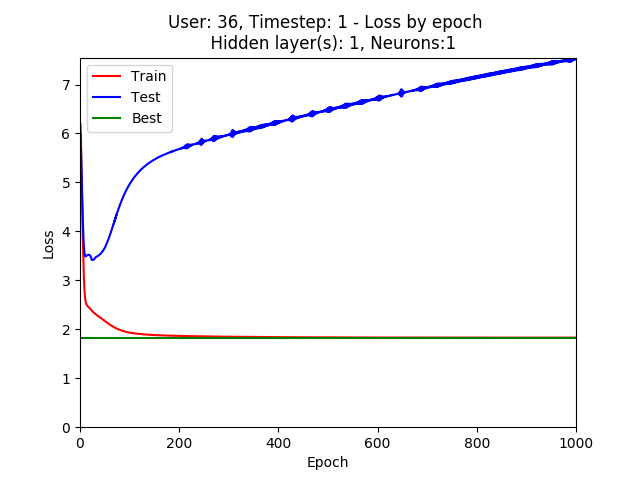 User: 36, Timestep: 1 - Loss by epoch
Hidden layer(s): 1, Neurons:1
Train
Test
Best
Loss
7
6
5
4
3
2
1
0
0 200 400 600 800 1000
Epoch